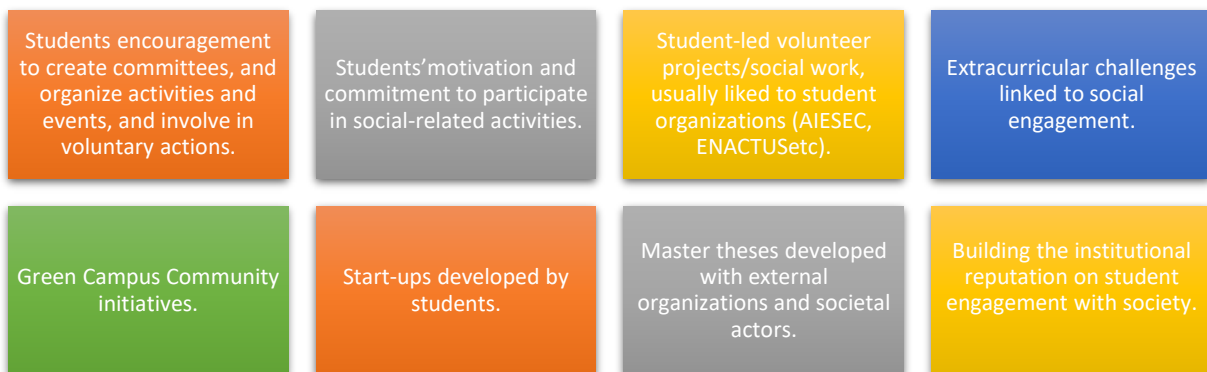 Students encouragement
to create committees, and
organize activities and
events, and involve in
voluntary actions.
Students’motivation and
commitment to participate
in social-related activities.
Student-led volunteer
projects/social work,
usually liked to student
organizations (AIESEC,
ENACTUSetc).
Extracurricular challenges
linked to social
engagement.
Green Campus Community
initiatives.
Start-ups developed by
students.
Master theses developed
with external
organizations and societal
actors.
Building the institutional
reputation on student
engagement with society.